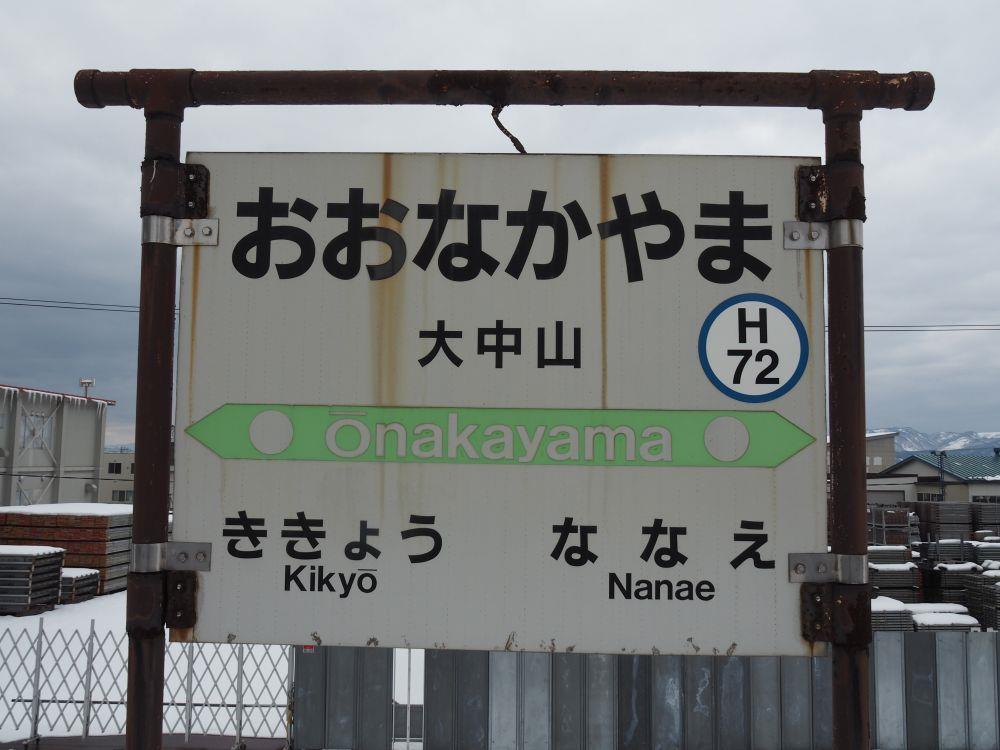 おおなかやま
大中山
H
72
Ōnakayama
ききょう ななえ
Kikyō Nanae